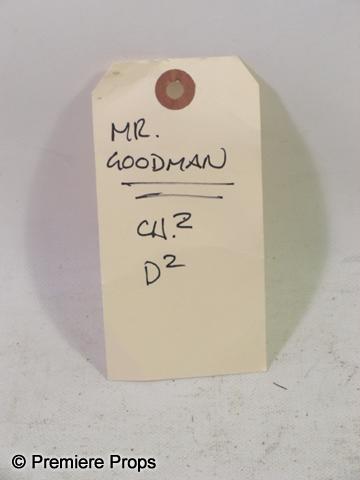 MR.
GOODMAN
CH.2
D2
© Premiere Props